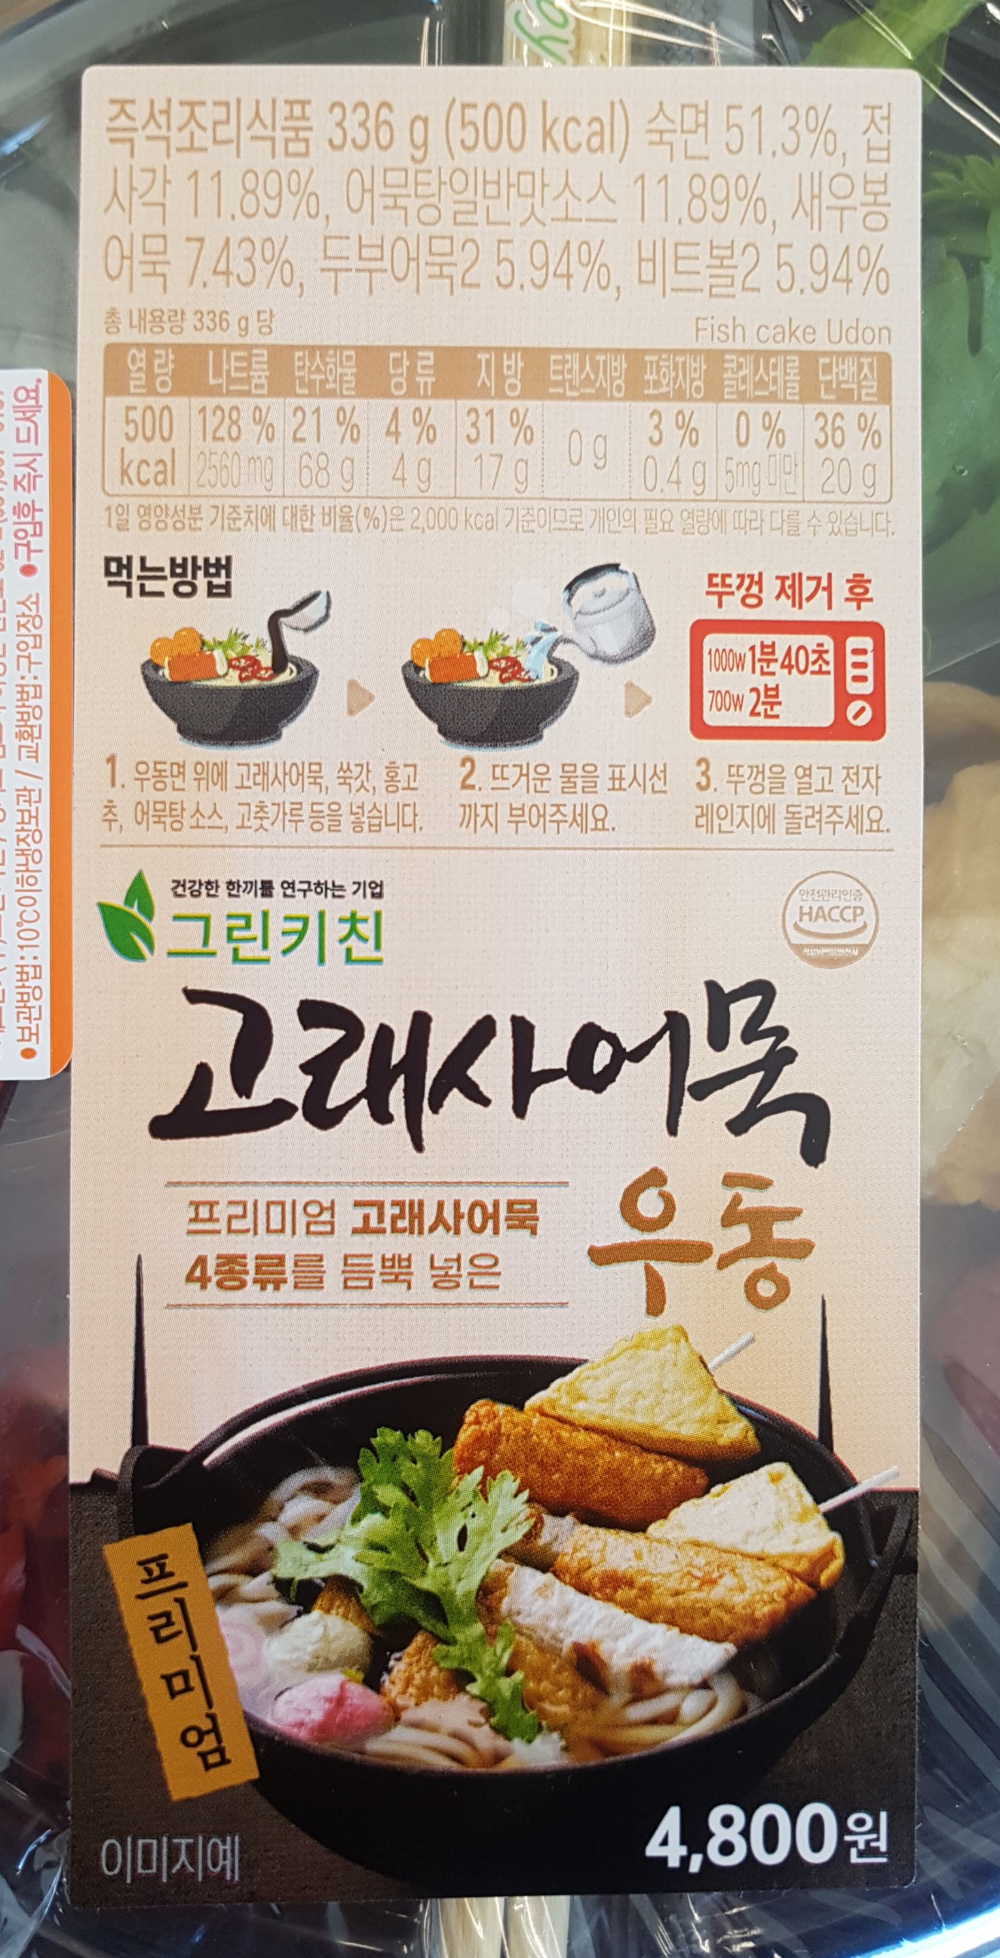 즉석조리식품 336 g (500 kcal) 숙면 51.3%, 접
사각 11.89%, 어묵탕일반맛소스 11.89%, 새우봉
어묵 7.43%, 두부어묵2 5.94%, 비트볼2 5.94%
총 내용량 336 g 당
Fish cake Udon
열량 나트륨 탄수화물 당류 지방 트랜스지방 포화지방 콜레스테롤 단백질
500 128 % 21 % 4 % 31 % 0 g 3 % 0 % 36 %
kcal 2560 mg 68 g 4 g 17 g 0.4 g 5mg 미만 20 g
1일 영양성분 기준치에 대한 비율(%)은 2,000 kcal 기준이므로 개인의 필요 열량에 따라 다를 수 있습니다.
먹는방법
뚜껑 제거 후
1000w 1분40초
700w 2분
1. 우동면 위에 고래사어묵, 쑥갓, 홍고
추, 어묵탕 소스, 고춧가루 등을 넣습니다.
2. 뜨거운 물을 표시선
까지 부어주세요.
3. 뚜껑을 열고 전자
레인지에 돌려주세요.
건강한 한끼를 연구하는 기업
그린키친
안전관리인증
HACCP
고래사어묵
우동
프리미엄 고래사어묵
4종류를 듬뿍 넣은
프리미엄
이미지예
4,800원
●보관방법:10℃이하냉장보관 / 교환방법:구입장소 ●구입후 즉시 드세요.